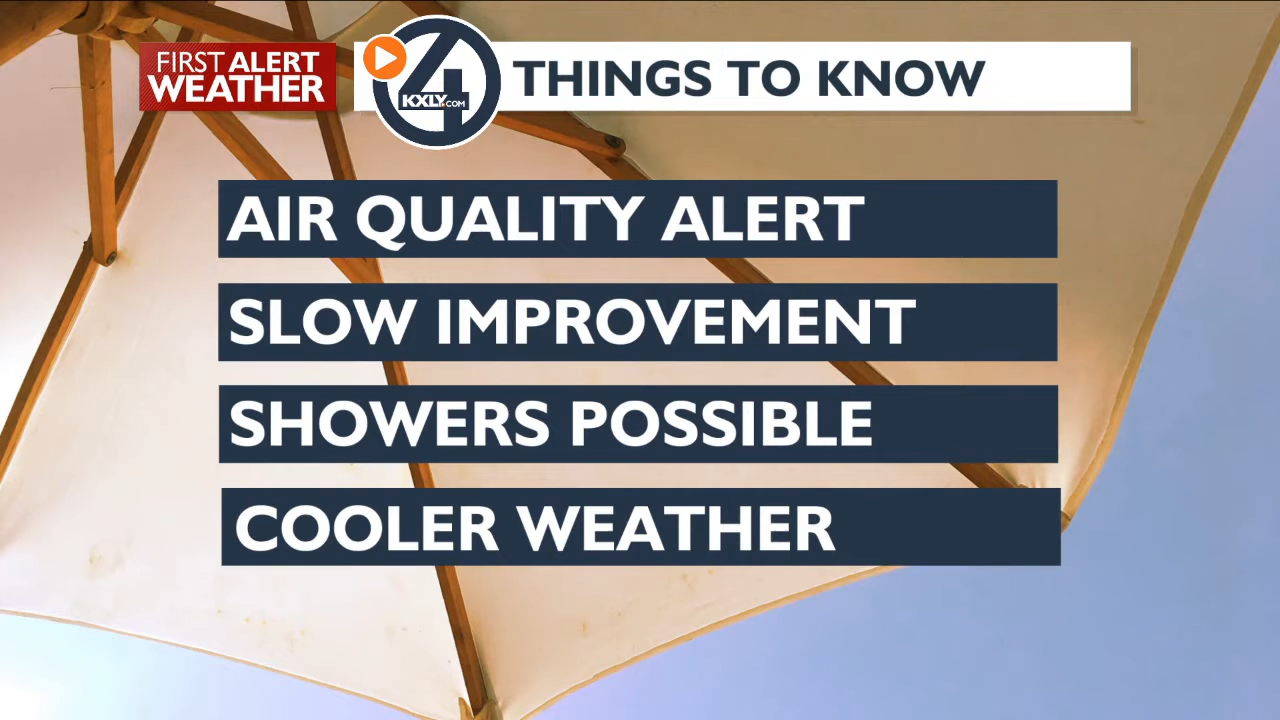 FIRST ALERT
WEATHER
4
KXLY.COM
THINGS TO KNOW
AIR QUALITY ALERT
SLOW IMPROVEMENT
SHOWERS POSSIBLE
COOLER WEATHER